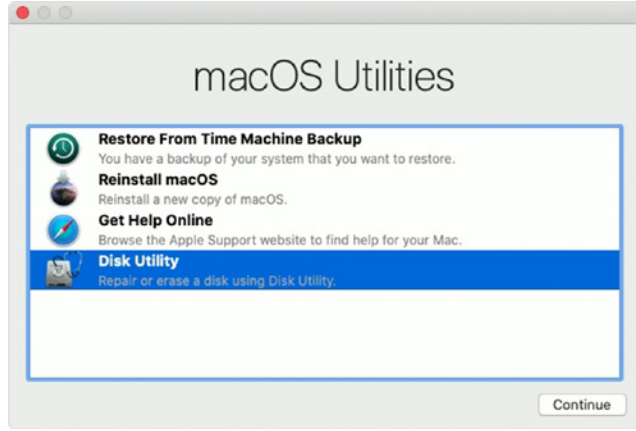 macOS Utilities
Restore From Time Machine Backup
You have a backup of your system that you want to restore.
Reinstall macOS
Reinstall a new copy of macOS.
Get Help Online
Browse the Apple Support website to find help for your Mac.
Disk Utility
Repair or erase a disk using Disk Utility.
Continue